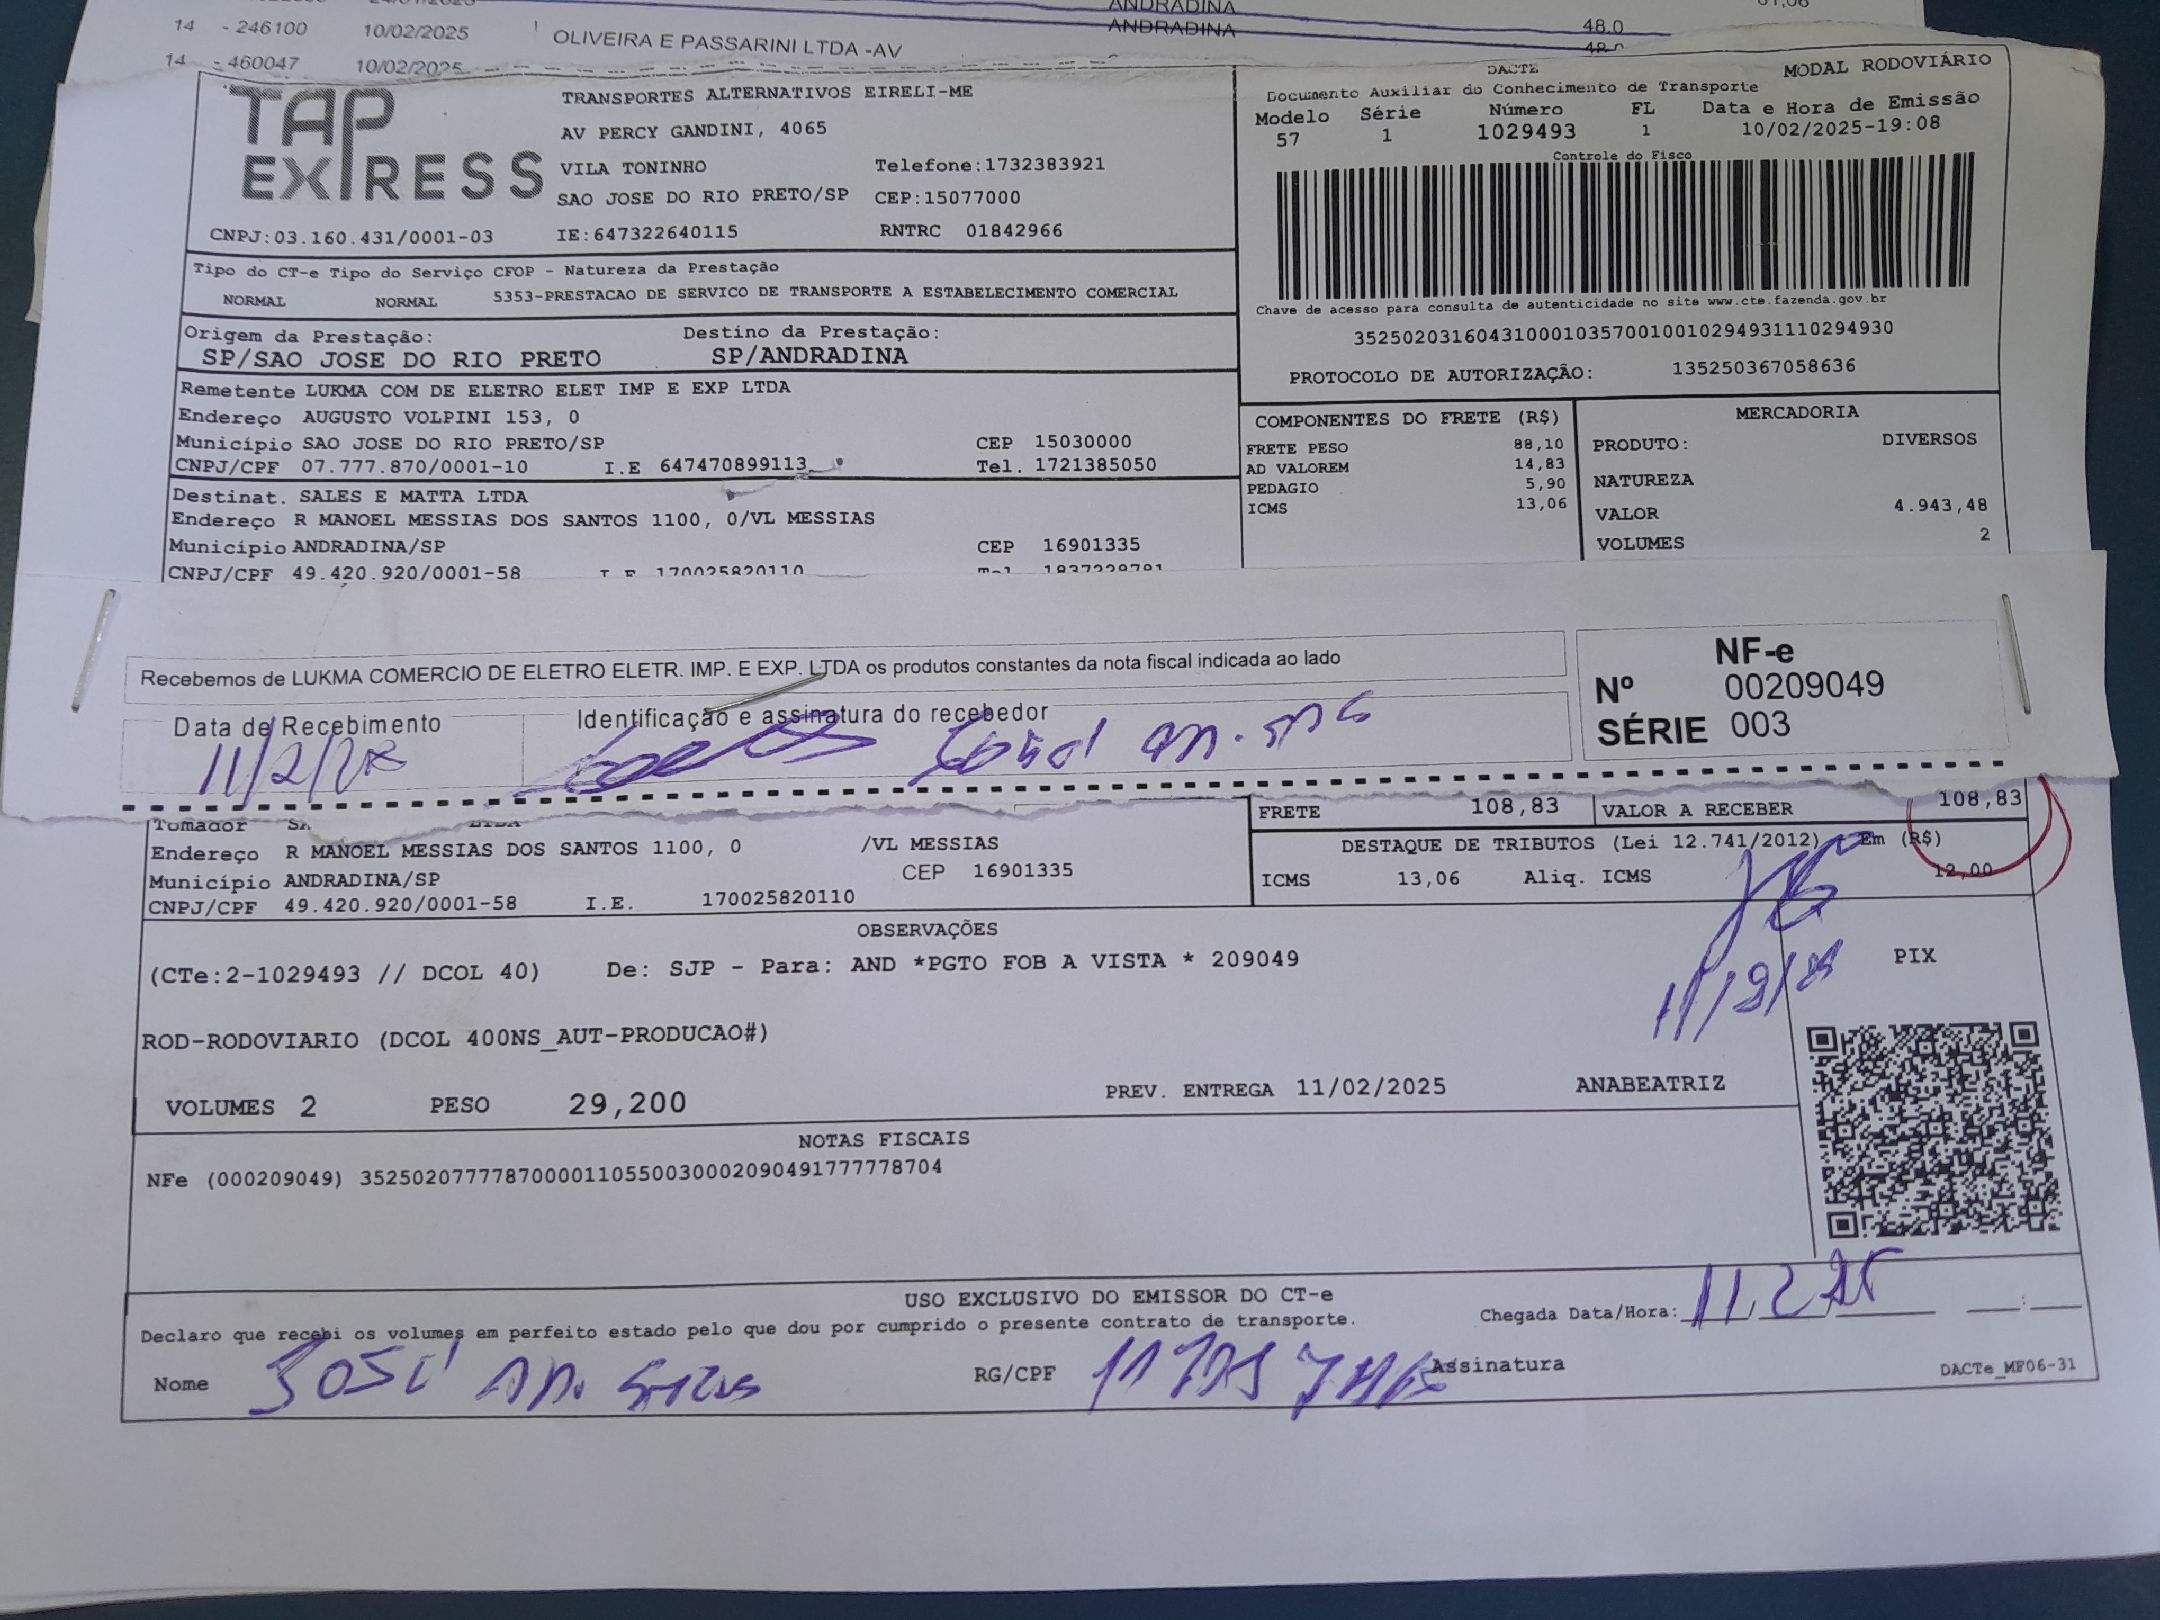 ANDRADINA
14 - 246100 10/02/2025 OLIVEIRA E PASSARINI LTDA -AV ANDRADINA 48.0
14 - 460047 10/02/2025
TAP EXPRESS
TRANSPORTES ALTERNATIVOS EIRELI-ME
AV PERCY GANDINI, 4065
VILA TONINHO Telefone:1732383921
SAO JOSE DO RIO PRETO/SP CEP:15077000
CNPJ:03.160.431/0001-03 IE:647322640115 RNTRC 01842966
DACTE MODAL RODOVIÁRIO
Documento Auxiliar do Conhecimento de Transporte
Modelo Série Número FL Data e Hora de Emissão
57 1 1029493 1 10/02/2025-19:08
Controle do Fisco
Chave de acesso para consulta de autenticidade no site www.cte.fazenda.gov.br
35250203160431000103570010010294931110294930
PROTOCOLO DE AUTORIZAÇÃO: 135250367058636
Tipo do CT-e Tipo do Serviço CFOP - Natureza da Prestação
NORMAL NORMAL 5353-PRESTACAO DE SERVICO DE TRANSPORTE A ESTABELECIMENTO COMERCIAL
Origem da Prestação: Destino da Prestação:
SP/SAO JOSE DO RIO PRETO SP/ANDRADINA
Remetente LUKMA COM DE ELETRO ELET IMP E EXP LTDA
Endereço AUGUSTO VOLPINI 153, 0
Município SAO JOSE DO RIO PRETO/SP CEP 15030000
CNPJ/CPF 07.777.870/0001-10 I.E 647470899113 Tel. 1721385050
Destinat. SALES E MATTA LTDA
Endereço R MANOEL MESSIAS DOS SANTOS 1100, 0/VL MESSIAS
Município ANDRADINA/SP CEP 16901335
CNPJ/CPF 49.420.920/0001-58 I.E 170025820110 Tel 1837229791
COMPONENTES DO FRETE (R$)
FRETE PESO 88,10
AD VALOREM 14,83
PEDAGIO 5,90
ICMS 13,06
MERCADORIA
PRODUTO: DIVERSOS
NATUREZA
VALOR 4.943,48
VOLUMES 2
Recebemos de LUKMA COMERCIO DE ELETRO ELETR. IMP. E EXP. LTDA os produtos constantes da nota fiscal indicada ao lado
Data de Recebimento Identificação e assinatura do recebedor
11/2/25
NF-e
Nº 00209049
SÉRIE 003
FRETE 108,83 VALOR A RECEBER 108,83
Tomador
Endereço R MANOEL MESSIAS DOS SANTOS 1100, 0 /VL MESSIAS
Município ANDRADINA/SP CEP 16901335
CNPJ/CPF 49.420.920/0001-58 I.E. 170025820110
DESTAQUE DE TRIBUTOS (Lei 12.741/2012) - Em (R$)
ICMS 13,06 Aliq. ICMS 12,00
OBSERVAÇÕES
(CTe:2-1029493 // DCOL 40) De: SJP - Para: AND *PGTO FOB A VISTA * 209049
PIX
ROD-RODOVIARIO (DCOL 400NS_AUT-PRODUCAO#)
VOLUMES 2 PESO 29,200 PREV. ENTREGA 11/02/2025 ANABEATRIZ
NOTAS FISCAIS
NFe (000209049) 35250207777870000110550030002090491777778704
USO EXCLUSIVO DO EMISSOR DO CT-e
Declaro que recebi os volumes em perfeito estado pelo que dou por cumprido o presente contrato de transporte.
Chegada Data/Hora: 11/2/25
Nome José RG/CPF Assinatura
DACTe_MF06-31